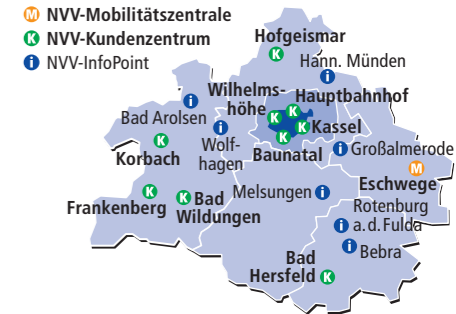 M NVV-Mobilitätszentrale
K NVV-Kundenzentrum
i NVV-InfoPoint
Hofgeismar
K
Hann. Münden
i
Wilhelms-
höhe
Hauptbahnhof
K
K
K Kassel
K
Baunatal
i
Bad Arolsen
i
Wolf-
hagen
K
Korbach
i Großalmerode
M
Eschwege
K
Frankenberg
K Bad
Wildungen
Melsungen i
Rotenburg
i a.d. Fulda
i Bebra
Bad
Hersfeld K